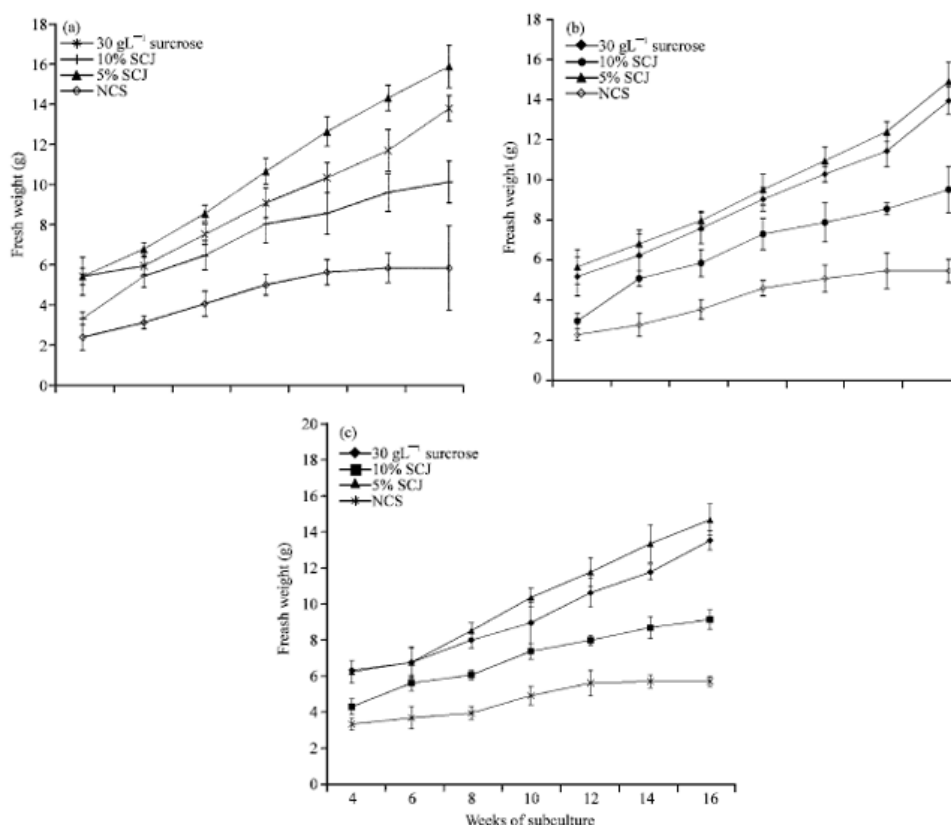 (a)
30 gL⁻¹ surcrose
10% SCJ
5% SCJ
NCS
Fresh weight (g)
18
16
14
12
10
8
6
4
2
0
(b)
30 gL⁻¹ surcrose
10% SCJ
5% SCJ
NCS
Freash weight (g)
18
16
14
12
10
8
6
4
2
0
(c)
30 gL⁻¹ surcrose
10% SCJ
5% SCJ
NCS
Freash weight (g)
20
18
16
14
12
10
8
6
4
2
0
4 6 8 10 12 14 16
Weeks of subculture